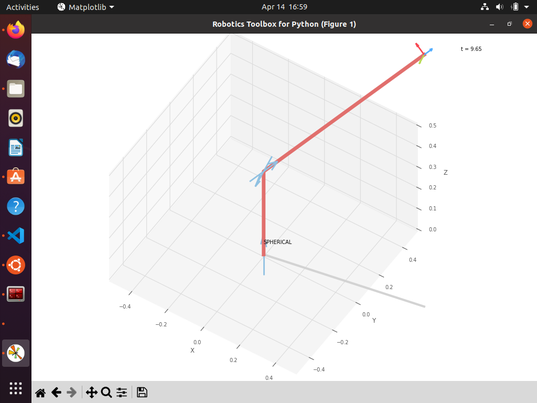 Activities
Matplotlib
Apr 14 16:59
Robotics Toolbox for Python (Figure 1)
t = 9.65
0.5
0.4
0.3
Z
0.2
0.1
0.0
SPHERICAL
0.4
0.2
−0.4
0.0
Y
−0.2
−0.2
0.0
X
0.2
−0.4
0.4